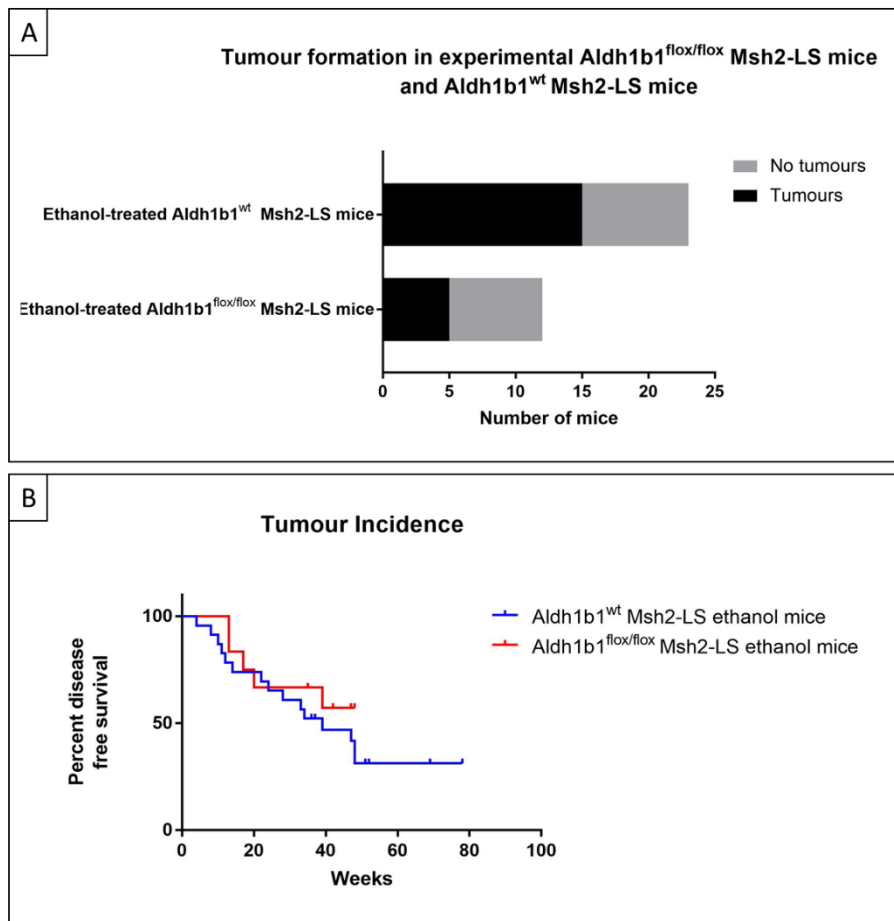 A
Tumour formation in experimental Aldh1b1flox/flox Msh2-LS mice
and Aldh1b1wt Msh2-LS mice
No tumours
Tumours
Ethanol-treated Aldh1b1wt Msh2-LS mice
Ethanol-treated Aldh1b1flox/flox Msh2-LS mice
0 5 10 15 20 25
Number of mice
B
Tumour Incidence
Aldh1b1wt Msh2-LS ethanol mice
Aldh1b1flox/flox Msh2-LS ethanol mice
Percent disease
free survival
100
50
0
0 20 40 60 80 100
Weeks